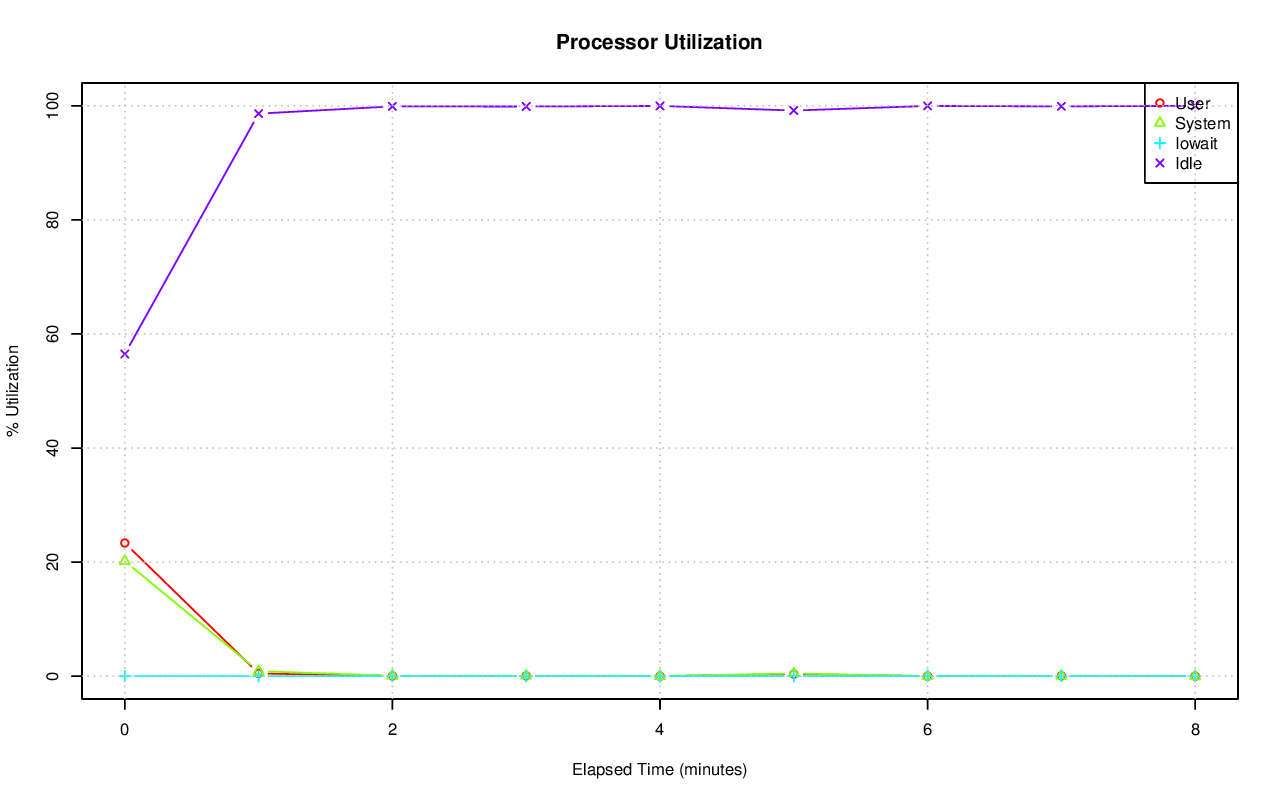 Processor Utilization
% Utilization
100
80
60
40
20
0
User
System
Iowait
Idle
0 2 4 6 8
Elapsed Time (minutes)